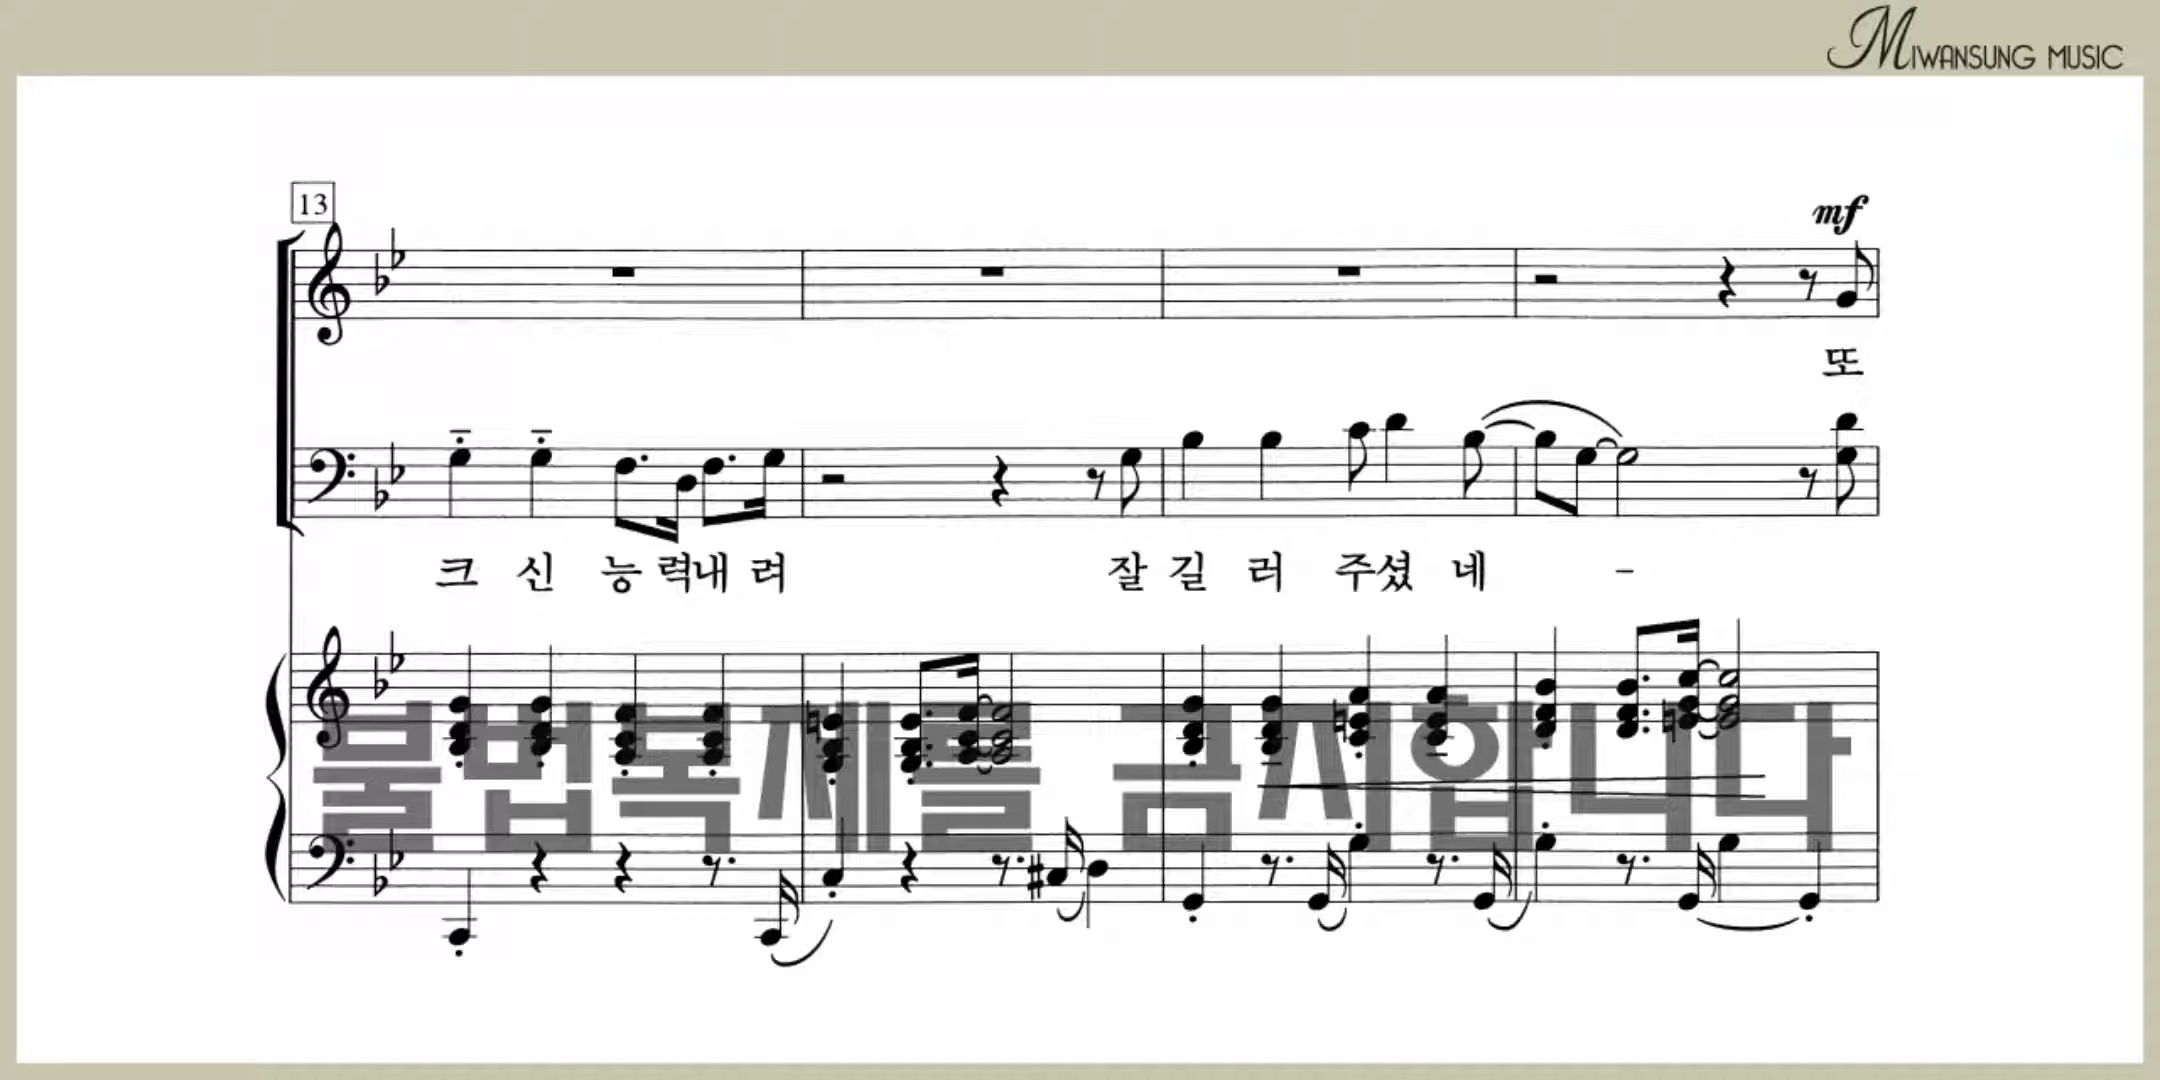 MIWANSUNG MUSIC
13
mf
또
크 신 능 력내 려 잘 길 러 주셨 네 -
불법복제를 금지합니다